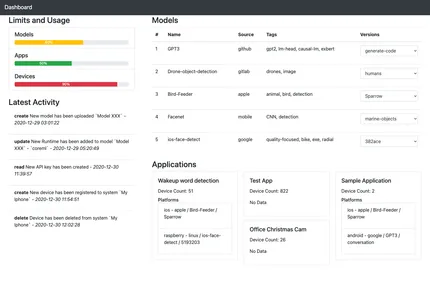 Dashboard
Limits and Usage
Models
Apps
50%
Devices
90%
Latest Activity
create New model has been uploaded `Model XXX` -
2020-12-29 03:01:22
update New Runtime has been added to model `Model
XXX` - `coreml` - 2020-12-29 05:20:49
read New API key has been created - 2020-12-30
11:39:57
create New device has been registered to system `My
Iphone` - 2020-12-30 11:54:51
delete Device has been deleted from system `My
Iphone` - 2020-12-30 12:02:28
Models
# Name Source Tags Versions
1 GPT3 github gpt2, lm-head, causal-lm, exbert generate-code
2 Drone-object-detection gitlab drones, image humans
3 Bird-Feeder apple animal, bird, detection Sparrow
4 Facenet mobile CNN, detection marine-objects
5 ios-face-detect google quality-focused, bike, exe, radial 382ace
Applications
Wakeup word detection
Device Count: 51
Platforms
ios - apple / Bird-Feeder /
Sparrow
raspberry - linux / ios-face-
detect / 5193203
Test App
Device Count: 822
No Data
Office Christmas Cam
Device Count: 26
No Data
Sample Application
Device Count: 2
Platforms
ios - apple / Bird-Feeder /
Sparrow
android - google / GPT3 /
conversation